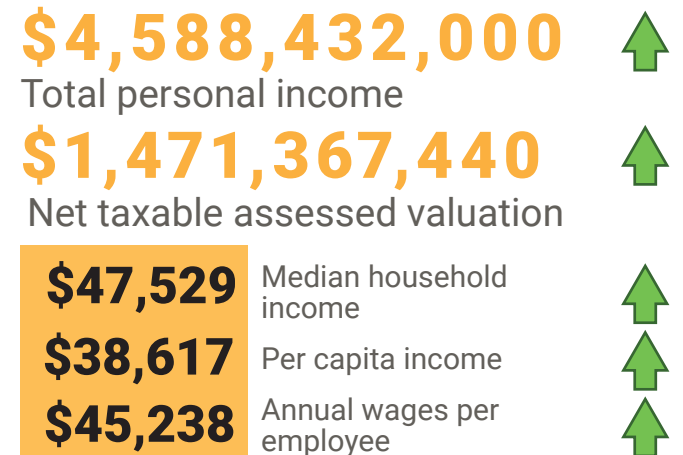 $4,588,432,000
Total personal income
$1,471,367,440
Net taxable assessed valuation
$47,529 Median household
income
$38,617 Per capita income
$45,238 Annual wages per
employee